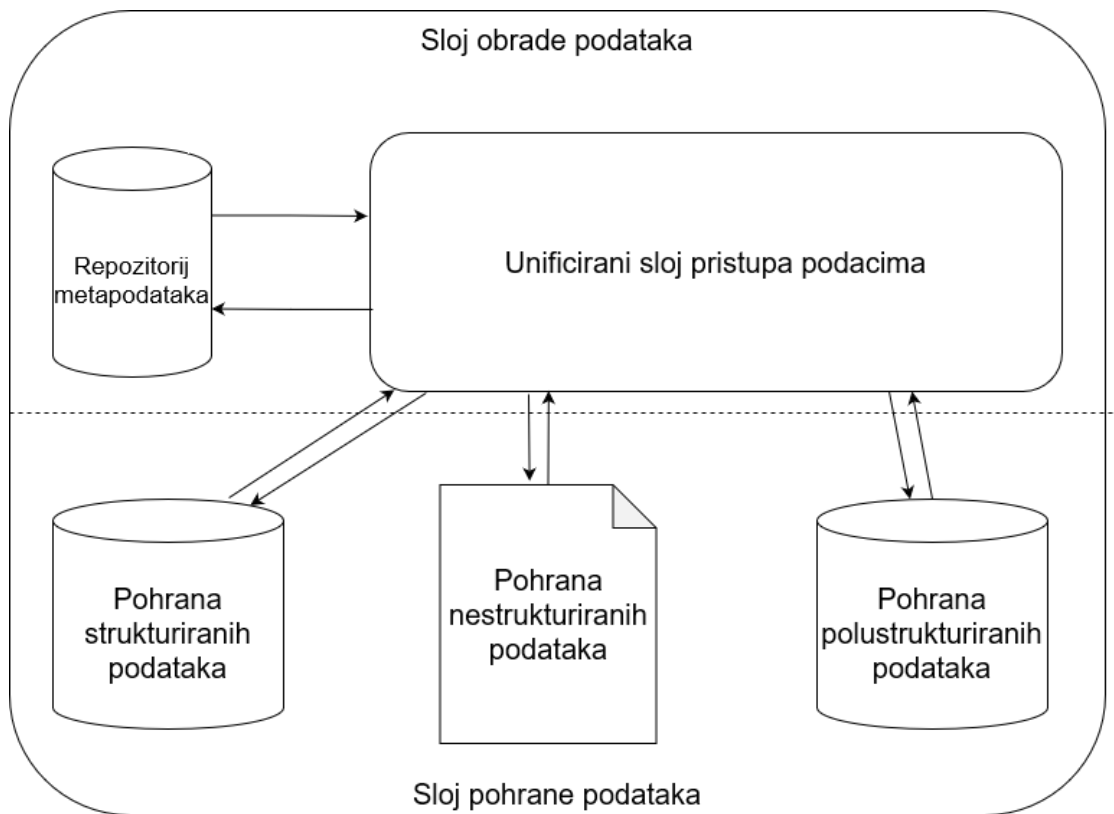 Sloj obrade podataka
Repozitorij
metapodataka
Unificirani sloj pristupa podacima
Pohrana
strukturiranih
podataka
Pohrana
nestrukturiranih
podataka
Pohrana
polustrukturiranih
podataka
Sloj pohrane podataka